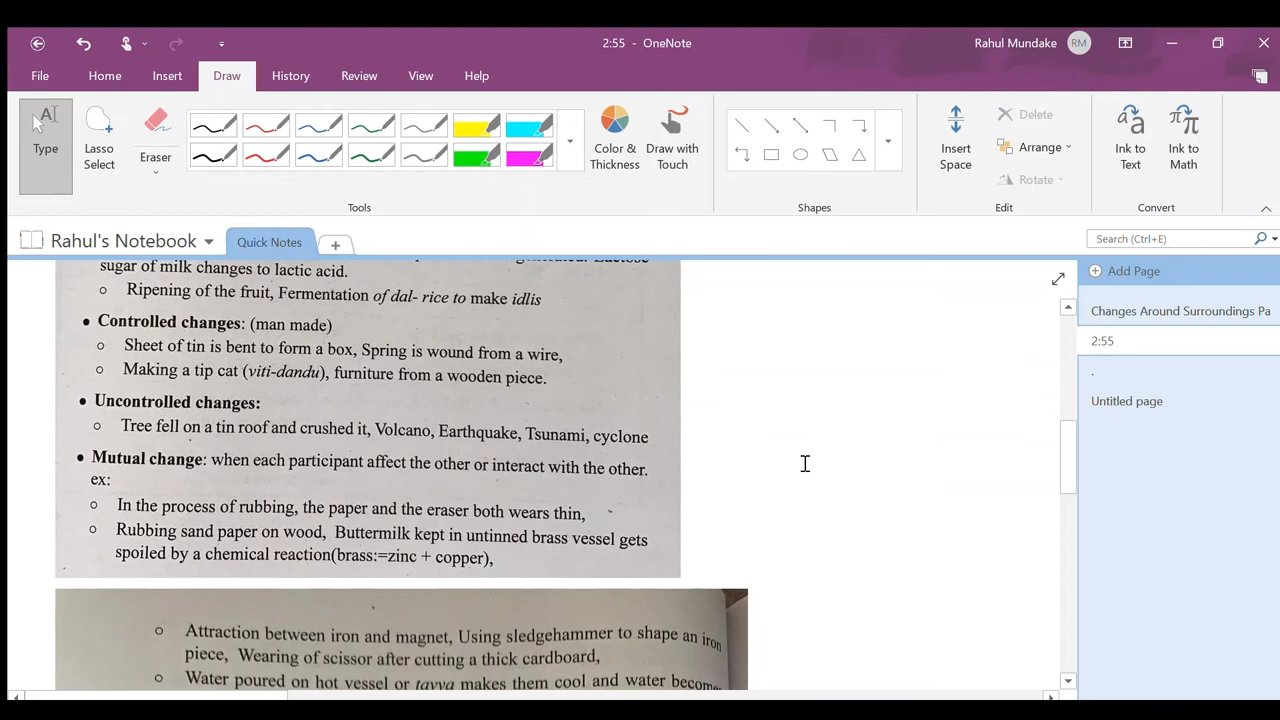 2:55 - OneNote
Rahul Mundake
RM
File Home Insert Draw History Review View Help
Type
Lasso Select
Eraser
Color & Thickness
Draw with Touch
Insert Space
Delete
Arrange
Rotate
Ink to Text
Ink to Math
Tools
Shapes
Edit
Convert
Rahul's Notebook
Quick Notes
Search (Ctrl+E)
Add Page
Changes Around Surroundings Pa
2:55
.
Untitled page
sugar of milk changes to lactic acid.
Ripening of the fruit, Fermentation of dal- rice to make idlis
Controlled changes: (man made)
Sheet of tin is bent to form a box, Spring is wound from a wire,
Making a tip cat (viti-dandu), furniture from a wooden piece.
Uncontrolled changes:
Tree fell on a tin roof and crushed it, Volcano, Earthquake, Tsunami, cyclone
Mutual change: when each participant affect the other or interact with the other.
ex:
In the process of rubbing, the paper and the eraser both wears thin,
Rubbing sand paper on wood, Buttermilk kept in untinned brass vessel gets
spoiled by a chemical reaction(brass:=zinc + copper),
Attraction between iron and magnet, Using sledgehammer to shape an iron
piece, Wearing of scissor after cutting a thick cardboard,
Water poured on hot vessel or tavva makes them cool and water become